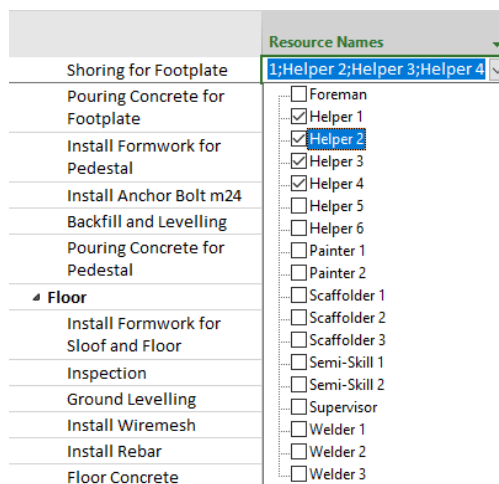 Resource Names
Shoring for Footplate
1;Helper 2;Helper 3;Helper 4
Pouring Concrete for
Footplate
Install Formwork for
Pedestal
Install Anchor Bolt m24
Backfill and Levelling
Pouring Concrete for
Pedestal
Floor
Install Formwork for
Sloof and Floor
Inspection
Ground Levelling
Install Wiremesh
Install Rebar
Floor Concrete
Foreman
Helper 1
Helper 2
Helper 3
Helper 4
Helper 5
Helper 6
Painter 1
Painter 2
Scaffolder 1
Scaffolder 2
Scaffolder 3
Semi-Skill 1
Semi-Skill 2
Supervisor
Welder 1
Welder 2
Welder 3